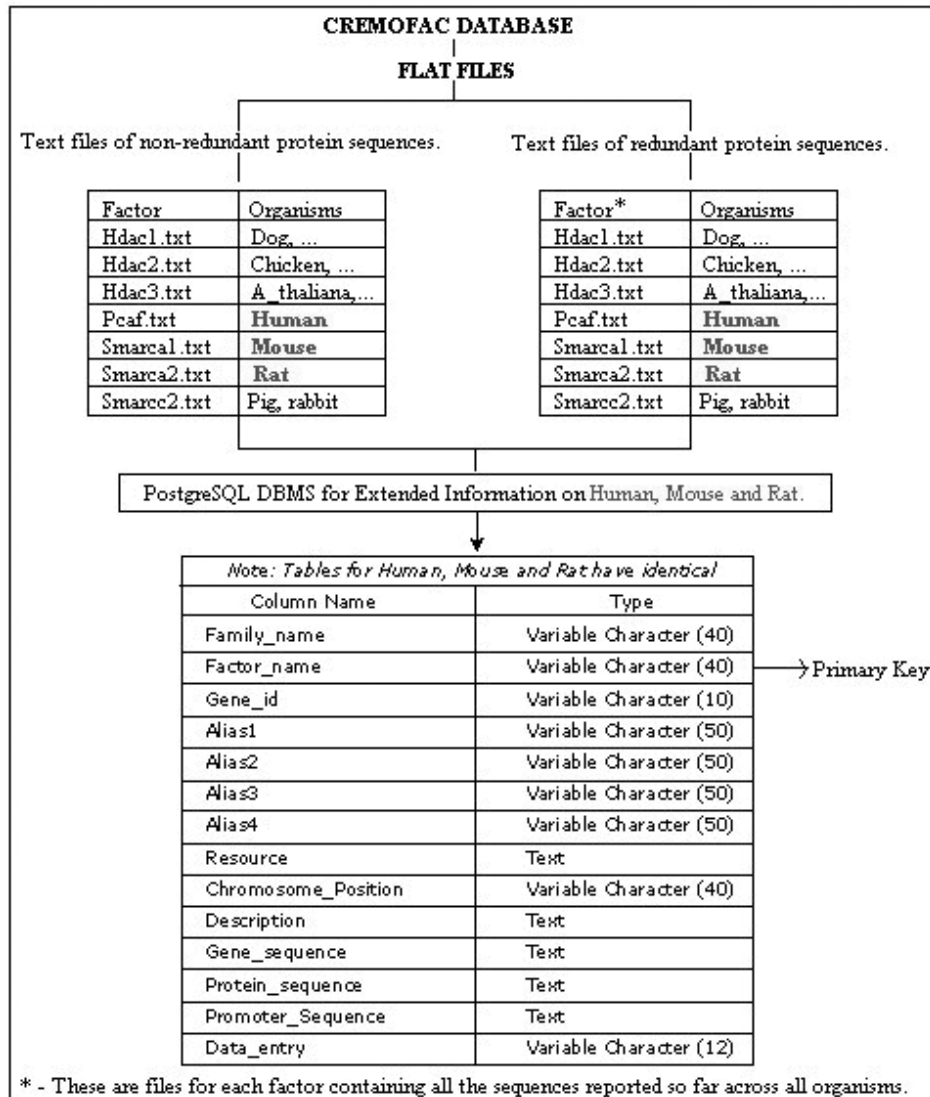 CREMOFAC DATABASE
FLAT FILES
Text files of non-redundant protein sequences.
Text files of redundant protein sequences.
Factor Organisms
Hdac1.txt Dog, ...
Hdac2.txt Chicken, ...
Hdac3.txt A_thaliana,...
Pcaf.txt Human
Smarca1.txt Mouse
Smarca2.txt Rat
Smarcc2.txt Pig, rabbit
Factor* Organisms
Hdac1.txt Dog, ...
Hdac2.txt Chicken, ...
Hdac3.txt A_thaliana,...
Pcaf.txt Human
Smarca1.txt Mouse
Smarca2.txt Rat
Smarcc2.txt Pig, rabbit
PostgreSQL DBMS for Extended Information on Human, Mouse and Rat.
Note: Tables for Human, Mouse and Rat have identical
Column Name Type
Family_name Variable Character (40)
Factor_name Variable Character (40) Primary Key
Gene_id Variable Character (10)
Alias1 Variable Character (50)
Alias2 Variable Character (50)
Alias3 Variable Character (50)
Alias4 Variable Character (50)
Resource Text
Chromosome_Position Variable Character (40)
Description Text
Gene_sequence Text
Protein_sequence Text
Promoter_Sequence Text
Data_entry Variable Character (12)
* - These are files for each factor containing all the sequences reported so far across all organisms.